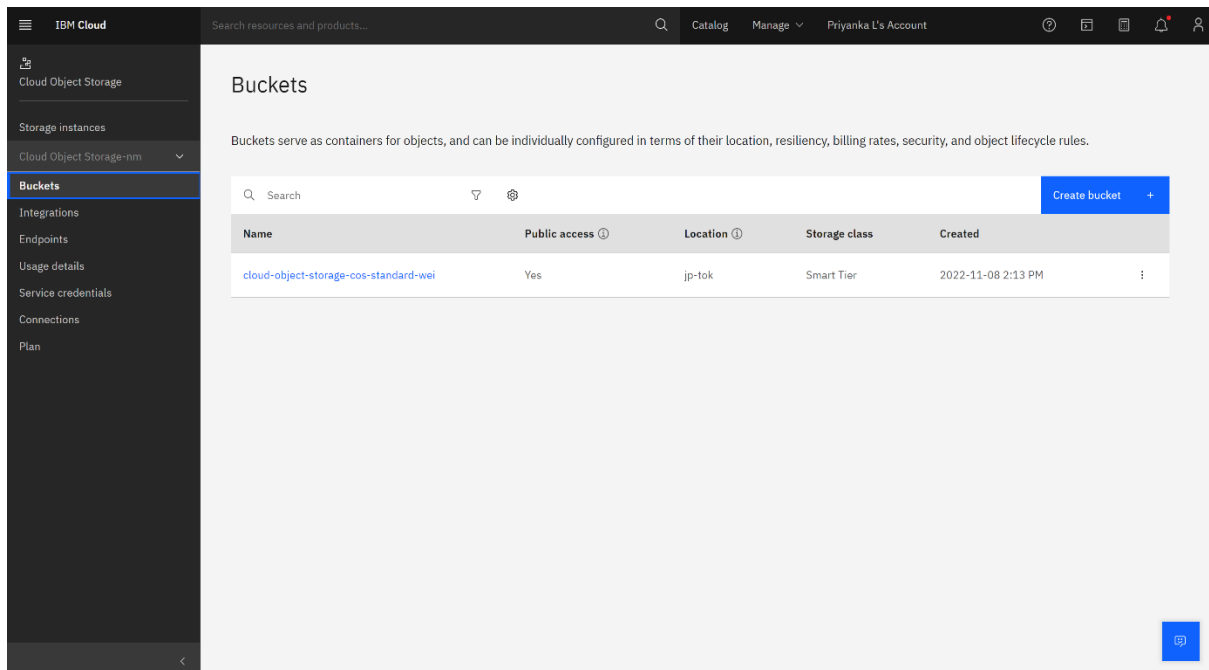 IBM Cloud
Search resources and products...
Catalog
Manage
Priyanka L's Account
Cloud Object Storage
Storage instances
Cloud Object Storage-nm
Buckets
Integrations
Endpoints
Usage details
Service credentials
Connections
Plan
Buckets
Buckets serve as containers for objects, and can be individually configured in terms of their location, resiliency, billing rates, security, and object lifecycle rules.
Search
Create bucket +
Name Public access Location Storage class Created
cloud-object-storage-cos-standard-wei Yes jp-tok Smart Tier 2022-11-08 2:13 PM